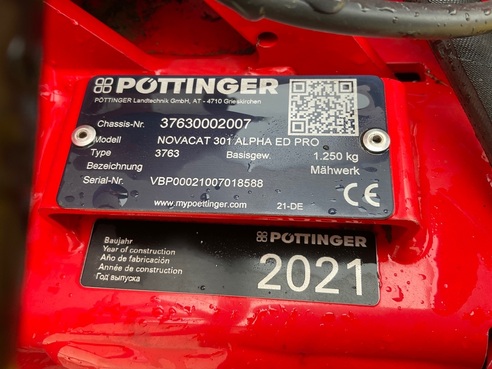 PÖTTINGER
PÖTTINGER Landtechnik GmbH, AT - 4710 Grieskirchen
Chassis-Nr. 37630002007
Modell NOVACAT 301 ALPHA ED PRO
Type 3763 Basisgew. 1.250 kg
Bezeichnung Mähwerk
Serial-Nr. VBP00021007018588
www.mypoettinger.com 21-DE CE
PÖTTINGER
Baujahr
Year of construction
Año de fabricación
Année de construction
Год выпуска
2021